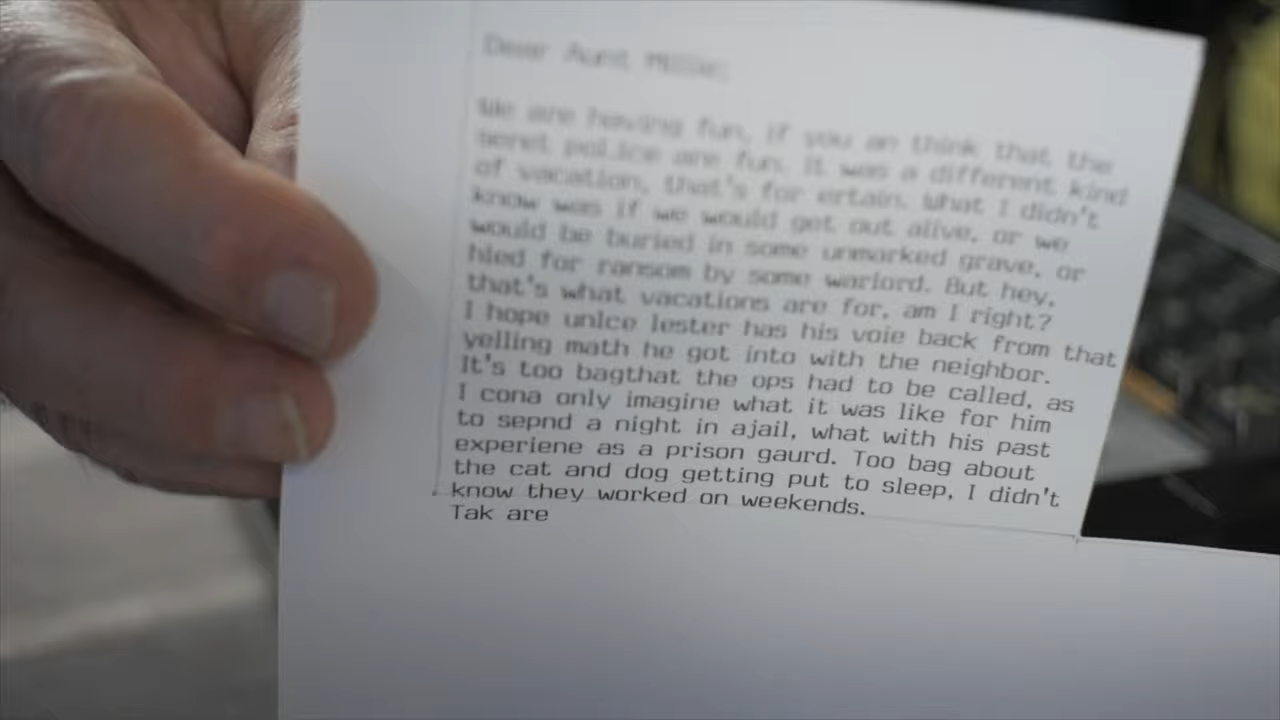 Dear Aunt Millie,
We are having fun, if you an think that the
seret police are fun. It was a different kind
of vacation, that's for ertain. What I didn't
know was if we would get out alive, or we
would be buried in some unmarked grave, or
hled for ransom by some warlord. But hey,
that's what vacations are for, am I right?
I hope unlce lester has his voie back from that
yelling math he got into with the neighbor.
It's too bagthat the ops had to be called, as
I cona only imagine what it was like for him
to sepnd a night in ajail, what with his past
experiene as a prison gaurd. Too bag about
the cat and dog getting put to sleep, I didn't
know they worked on weekends.
Tak are